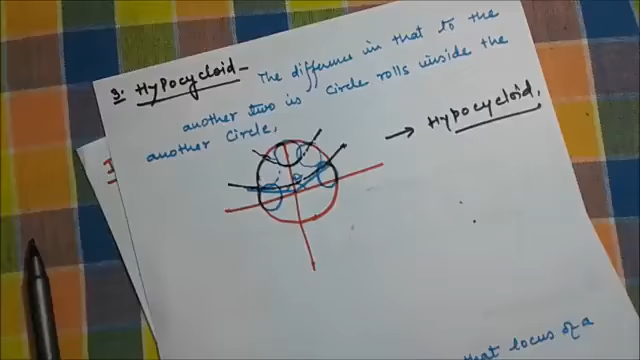 3. Hypocycloid - The difference in that to the
another two is circle rolls inside the
another circle.
→ Hypocycloid.
that locus of a